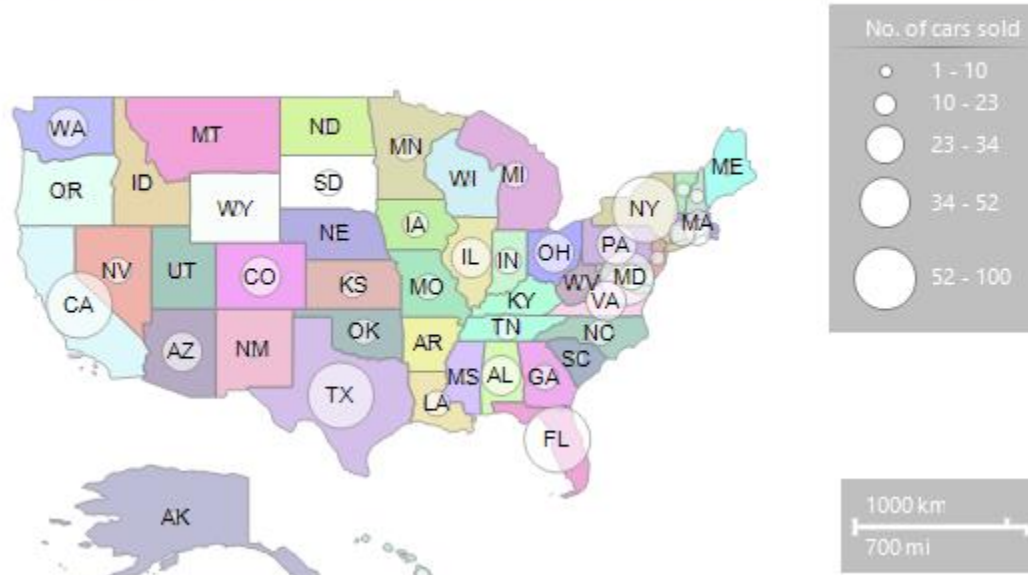 No. of cars sold
1 - 10
10 - 23
23 - 34
34 - 52
52 - 100
WA
MT
ND
MN
ME
OR
ID
SD
WI
MI
WY
NY
IA
MA
NE
PA
NV
UT
CO
IL
IN
OH
KS
MO
WV
MD
CA
KY
VA
AZ
NM
OK
AR
TN
NC
SC
MS
AL
GA
TX
LA
FL
AK
1000 km
700 mi